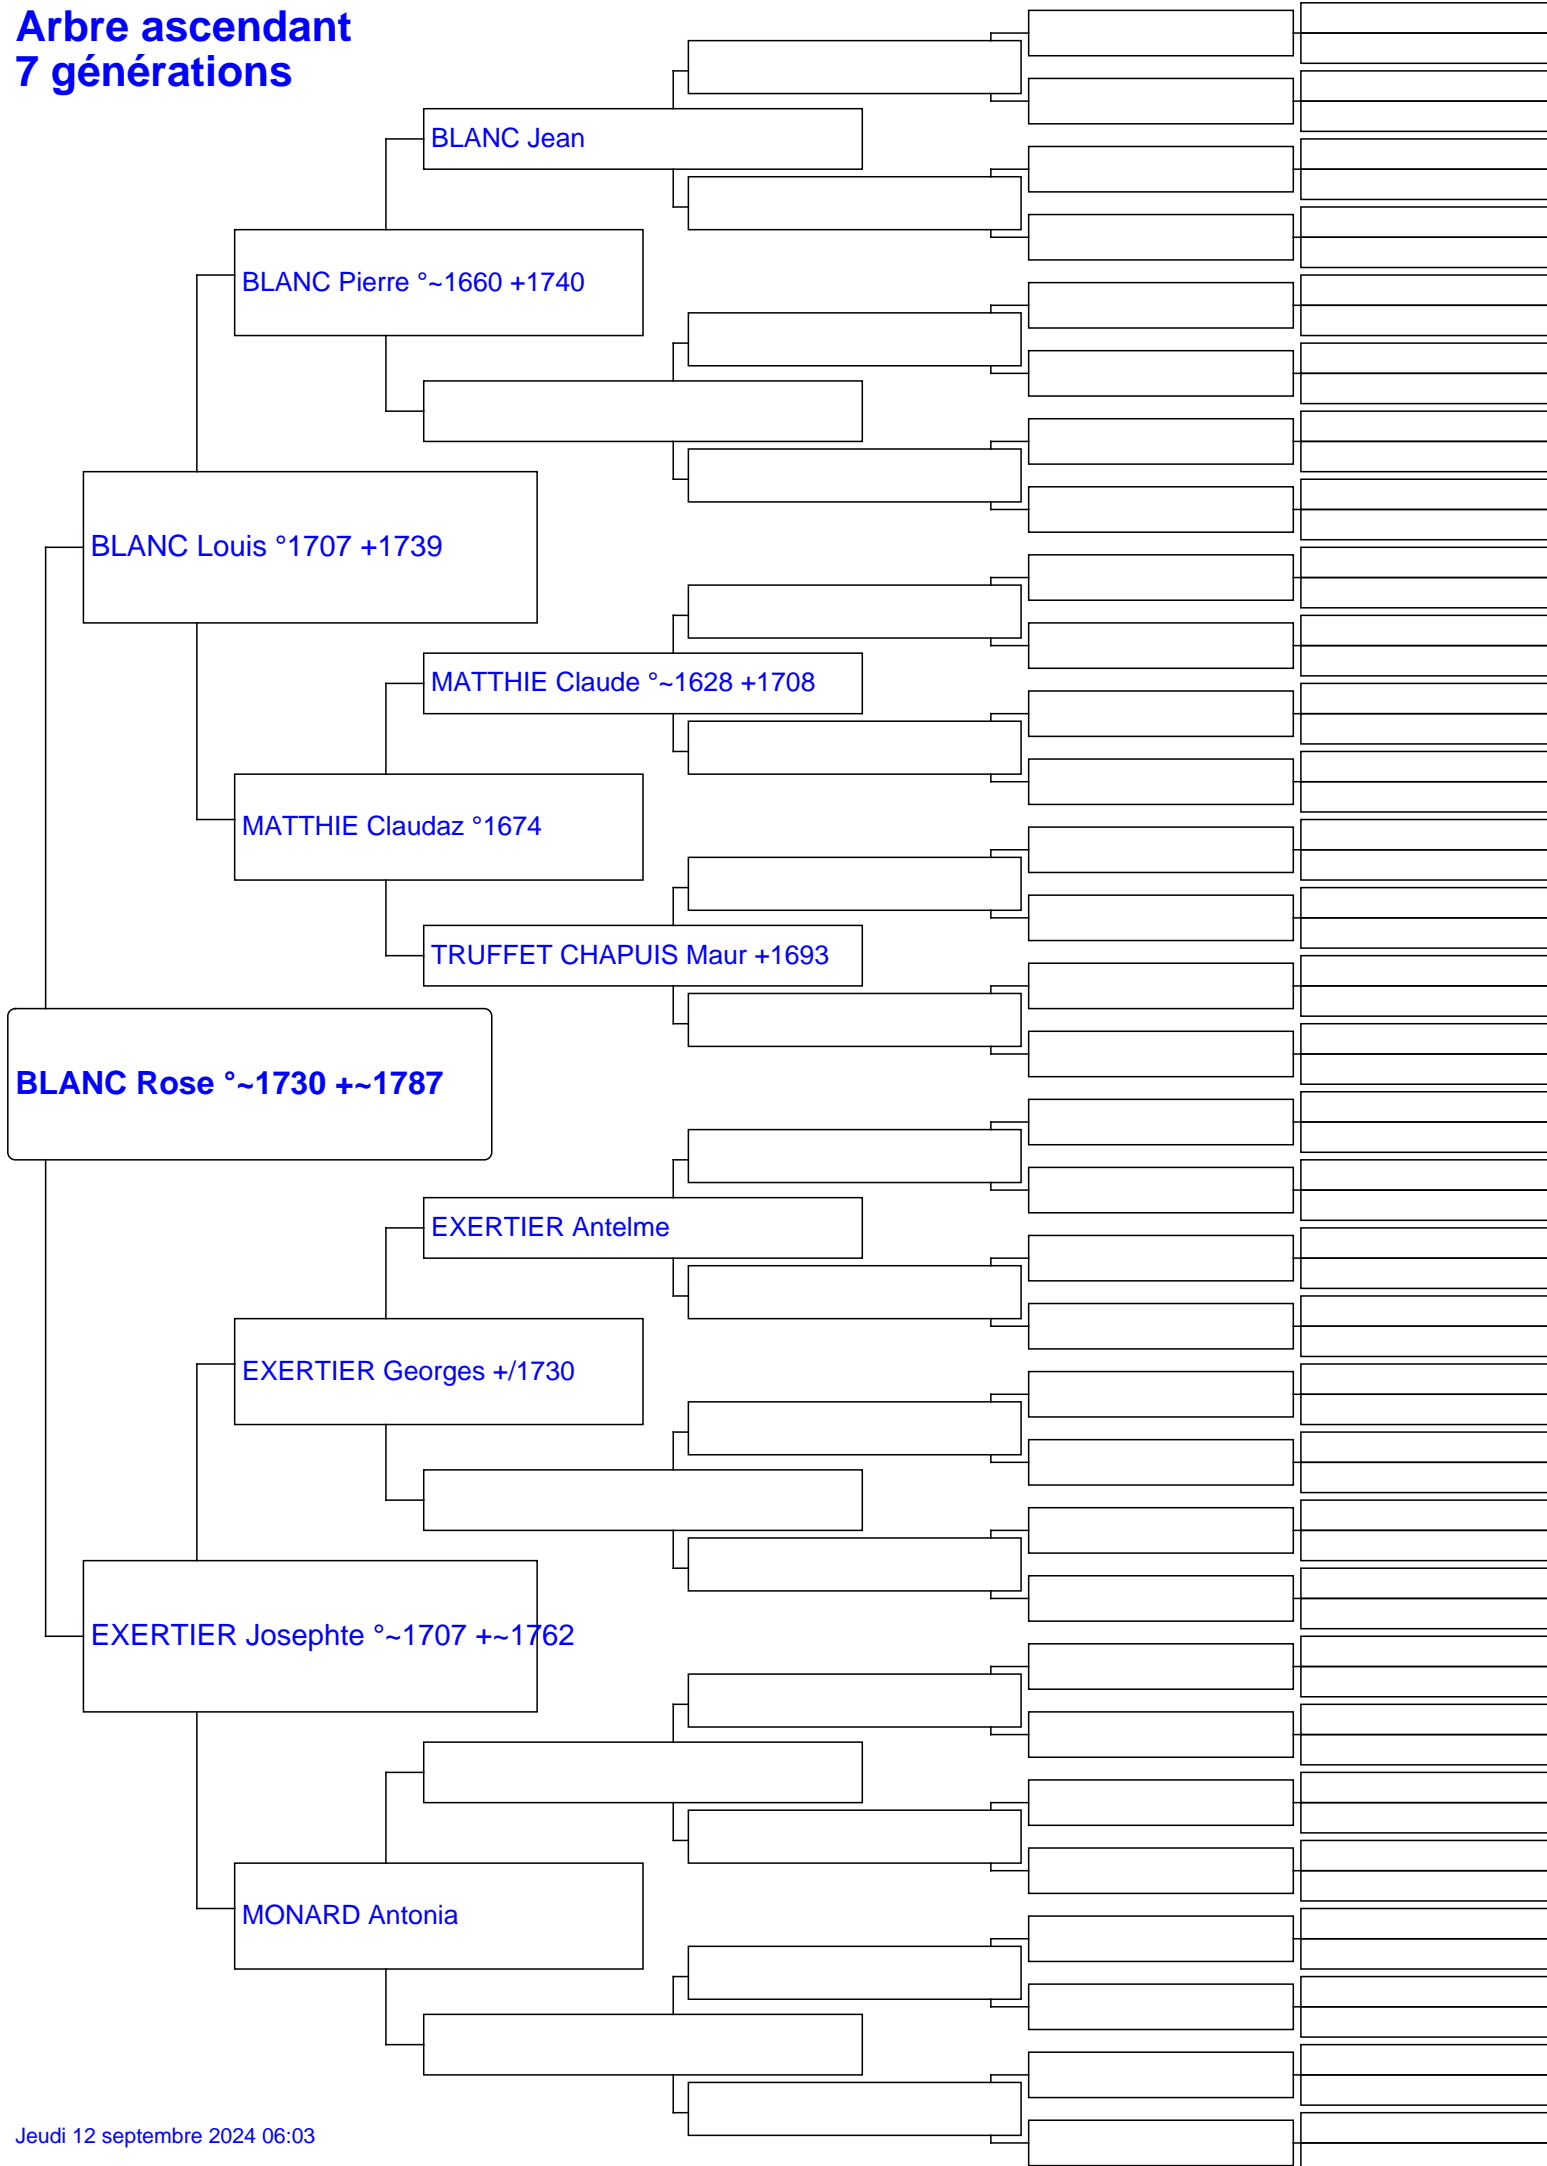 Arbre ascendant
7 générations
BLANC Jean
BLANC Pierre °~1660 +1740
BLANC Louis °1707 +1739
MATTHIE Claude °~1628 +1708
MATTHIE Claudaz °1674
TRUFFET CHAPUIS Maur +1693
BLANC Rose °~1730 +~1787
EXERTIER Antelme
EXERTIER Georges +/1730
EXERTIER Josephte °~1707 +~1762
MONARD Antonia
Jeudi 12 septembre 2024 06:03